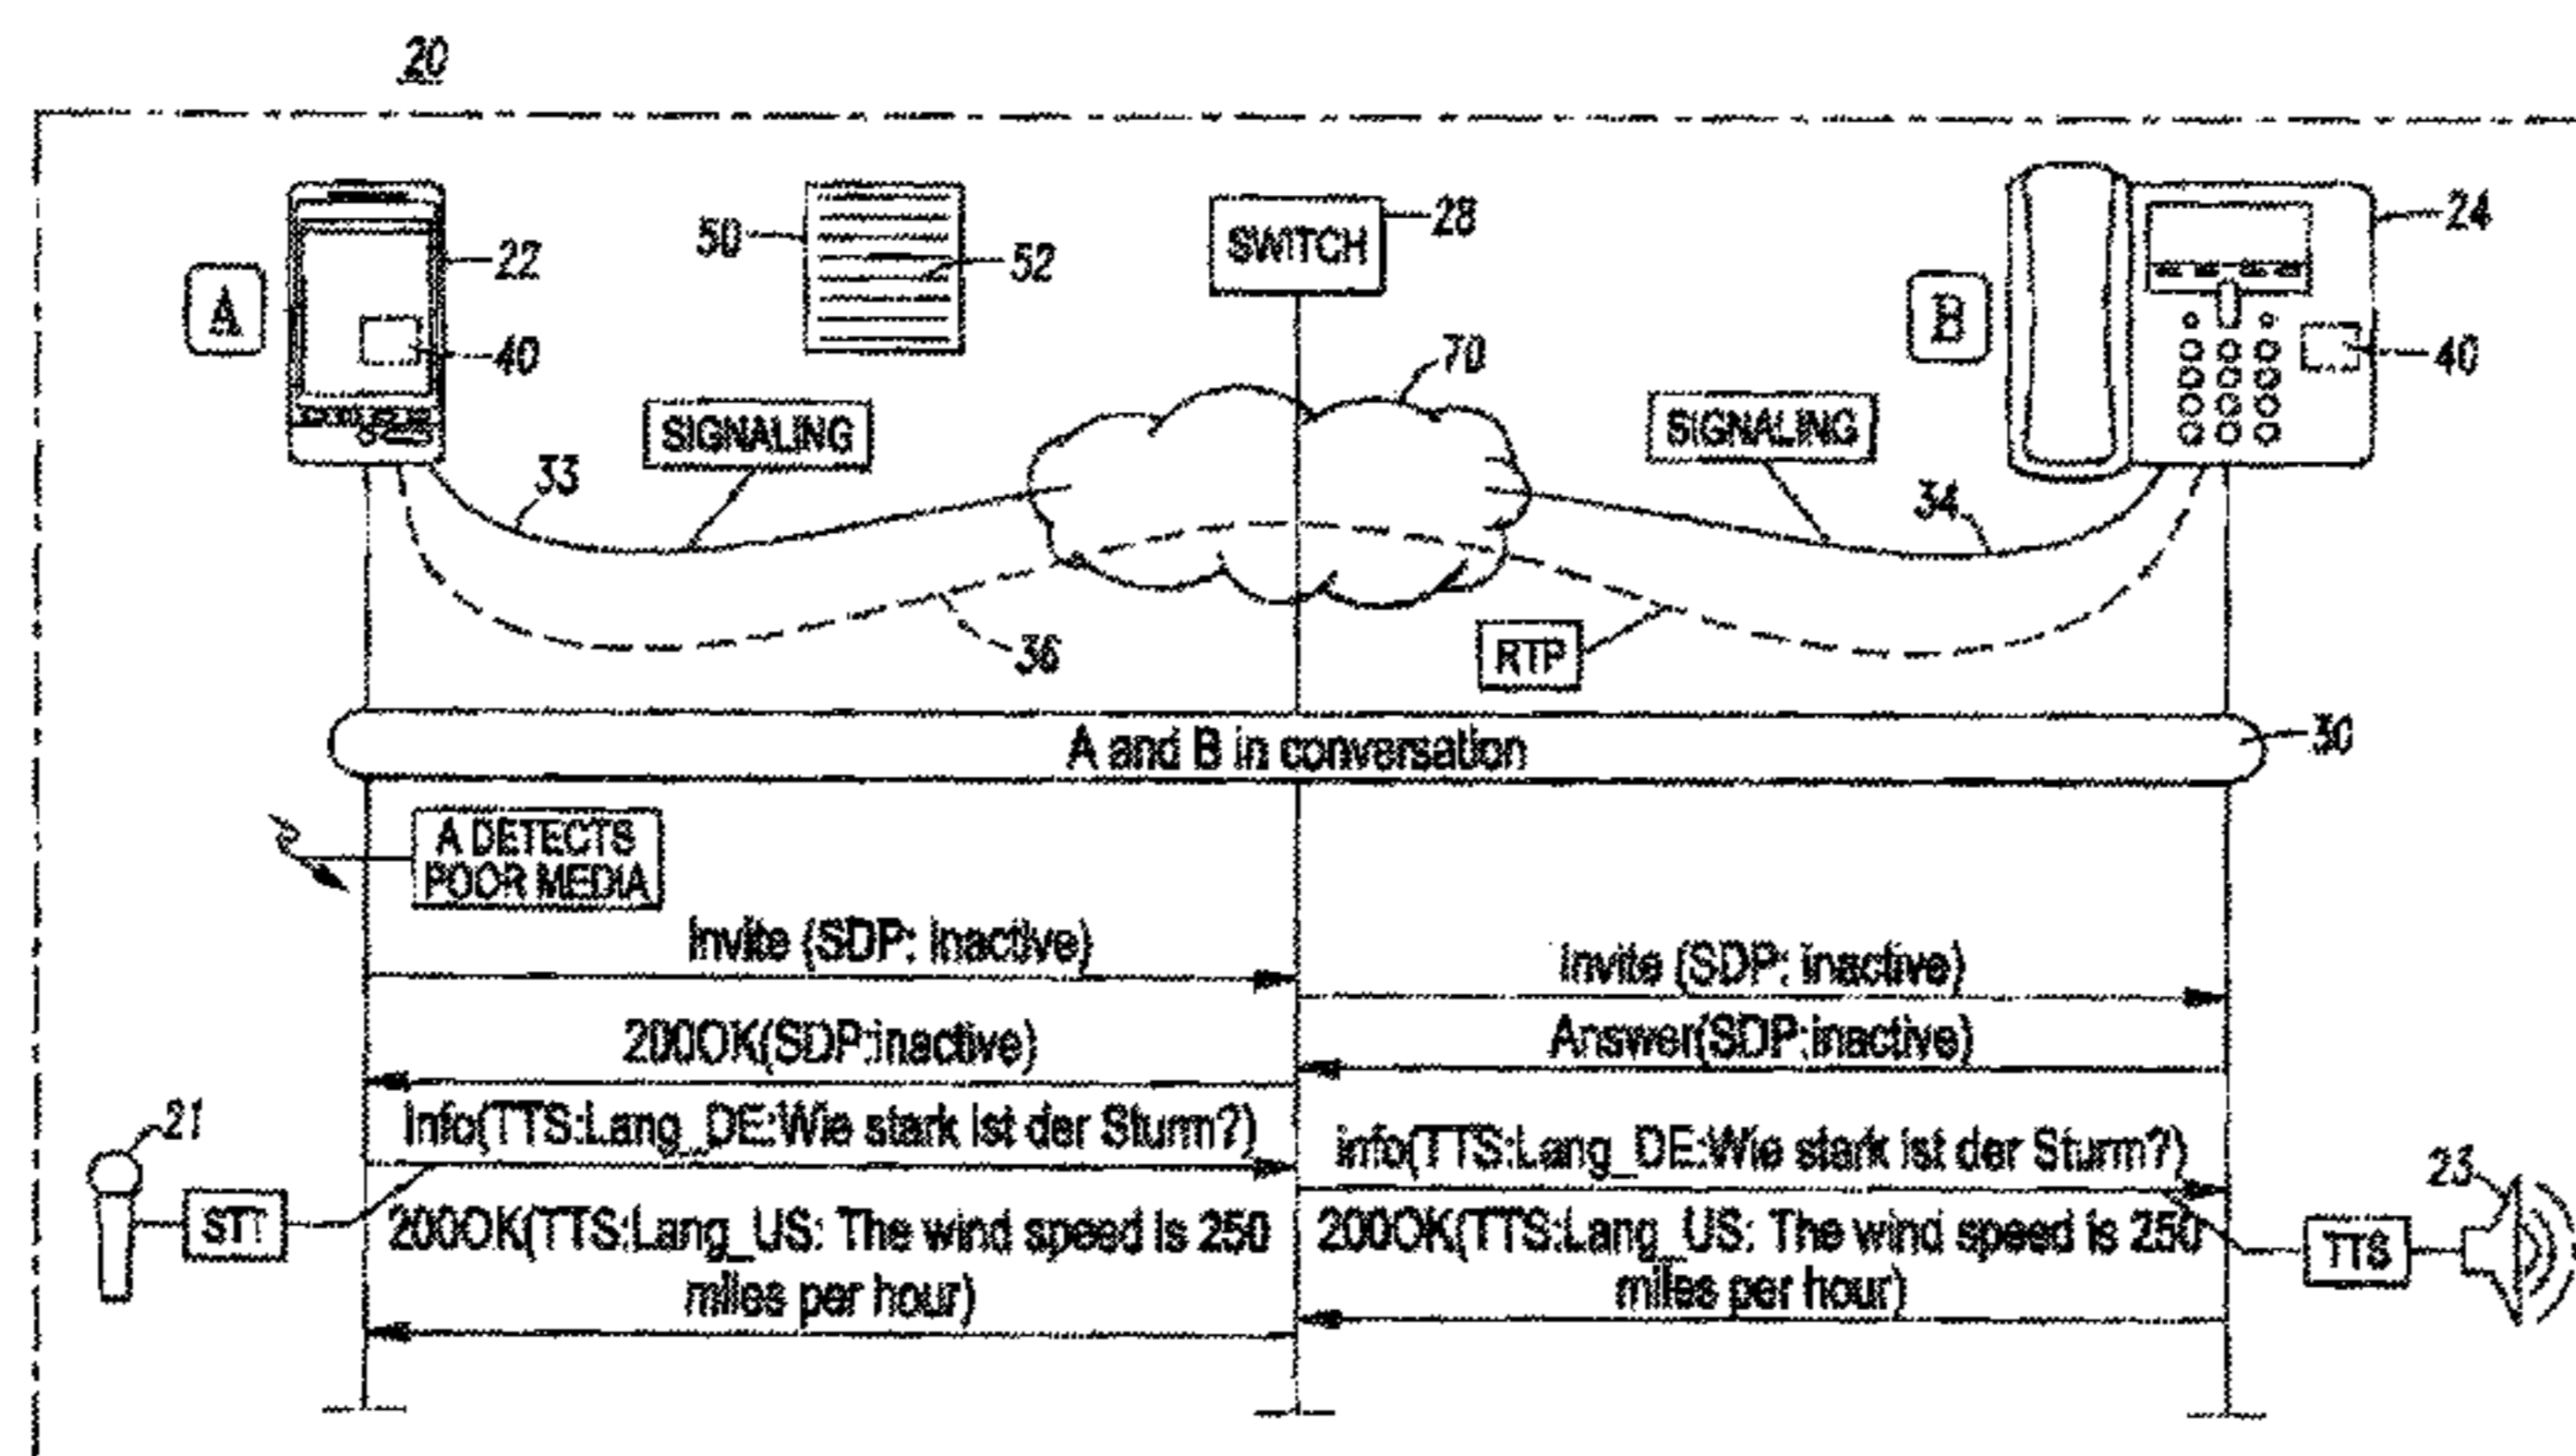 20
A
22
40
50
52
SWITCH
28
B
24
40
70
SIGNALING
33
SIGNALING
34
36
RTP
A and B in conversation
30
A DETECTS
POOR MEDIA
Invite (SDP: inactive)
Invite (SDP: inactive)
200OK(SDP:inactive)
Answer(SDP:inactive)
Info(TTS:Lang_DE:Wie stark ist der Sturm?)
info(TTS:Lang_DE:Wie stark ist der Sturm?)
21
STT
200OK(TTS:Lang_US: The wind speed is 250
miles per hour)
200OK(TTS:Lang_US: The wind speed is 250
miles per hour)
TTS
23